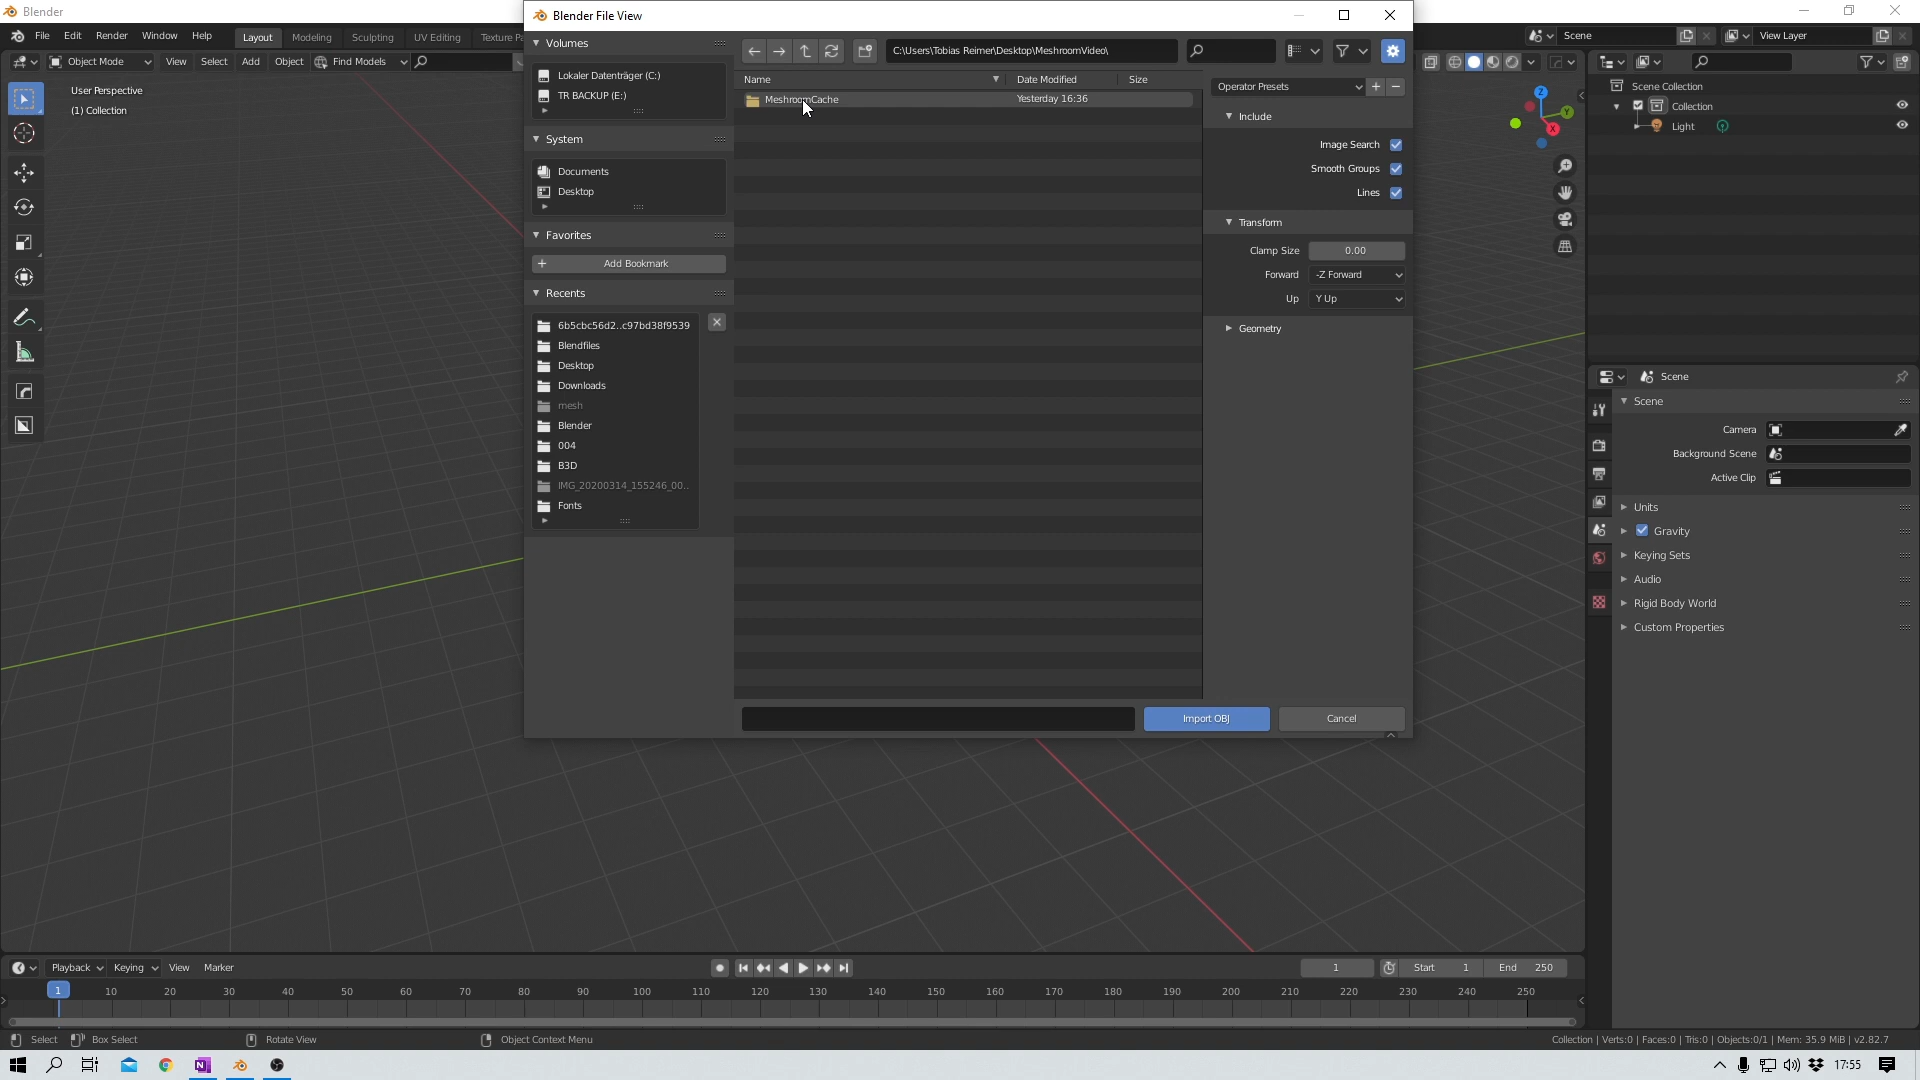 Blender
File Edit Render Window Help Layout Modeling Sculpting UV Editing Texture Pa
Scene View Layer
Object Mode View Select Add Object Find Models
User Perspective
(1) Collection
Blender File View
Volumes
Lokaler Datenträger (C:)
TR BACKUP (E:)
System
Documents
Desktop
Favorites
Add Bookmark
Recents
6b5cbc56d2..c97bd38f9539
Blendfiles
Desktop
Downloads
mesh
Blender
004
B3D
IMG_20200314_155246_00...
Fonts
C:\Users\Tobias Reimer\Desktop\MeshroomVideo\
Name Date Modified Size
MeshroomCache Yesterday 16:36
Operator Presets
Include
Image Search
Smooth Groups
Lines
Transform
Clamp Size 0.00
Forward -Z Forward
Up Y Up
Geometry
Import OBJ Cancel
Z
Y
X
Scene Collection
Collection
Light
Scene
Scene
Camera
Background Scene
Active Clip
Units
Gravity
Keying Sets
Audio
Rigid Body World
Custom Properties
Playback Keying View Marker 1 Start 1 End 250
1 10 20 30 40 50 60 70 80 90 100 110 120 130 140 150 160 170 180 190 200 210 220 230 240 250
Select Box Select Rotate View Object Context Menu Collection | Verts:0 | Faces:0 | Tris:0 | Objects:0/1 | Mem: 35.9 MiB | v2.82.7
17:55